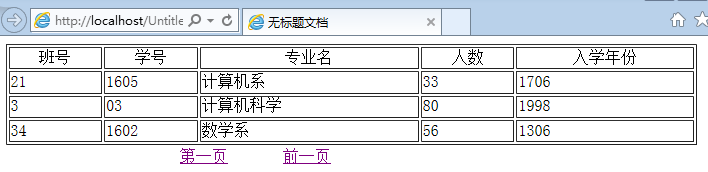 http://localhost/Untitle 无标题文档
班号 学号 专业名 人数 入学年份
21 1605 计算机系 33 1706
3 03 计算机科学 80 1998
34 1602 数学系 56 1306
第一页 前一页